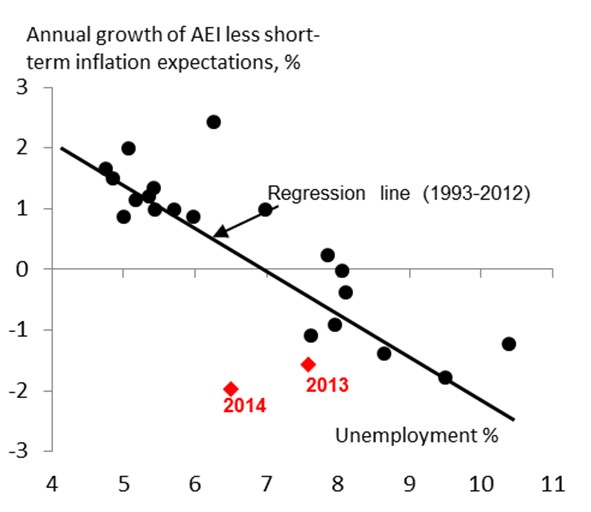 Annual growth of AEI less short-
term inflation expectations, %
3
2
1
0
-1
-2
-3
Regression line (1993-2012)
2013
2014
Unemployment %
4 5 6 7 8 9 10 11